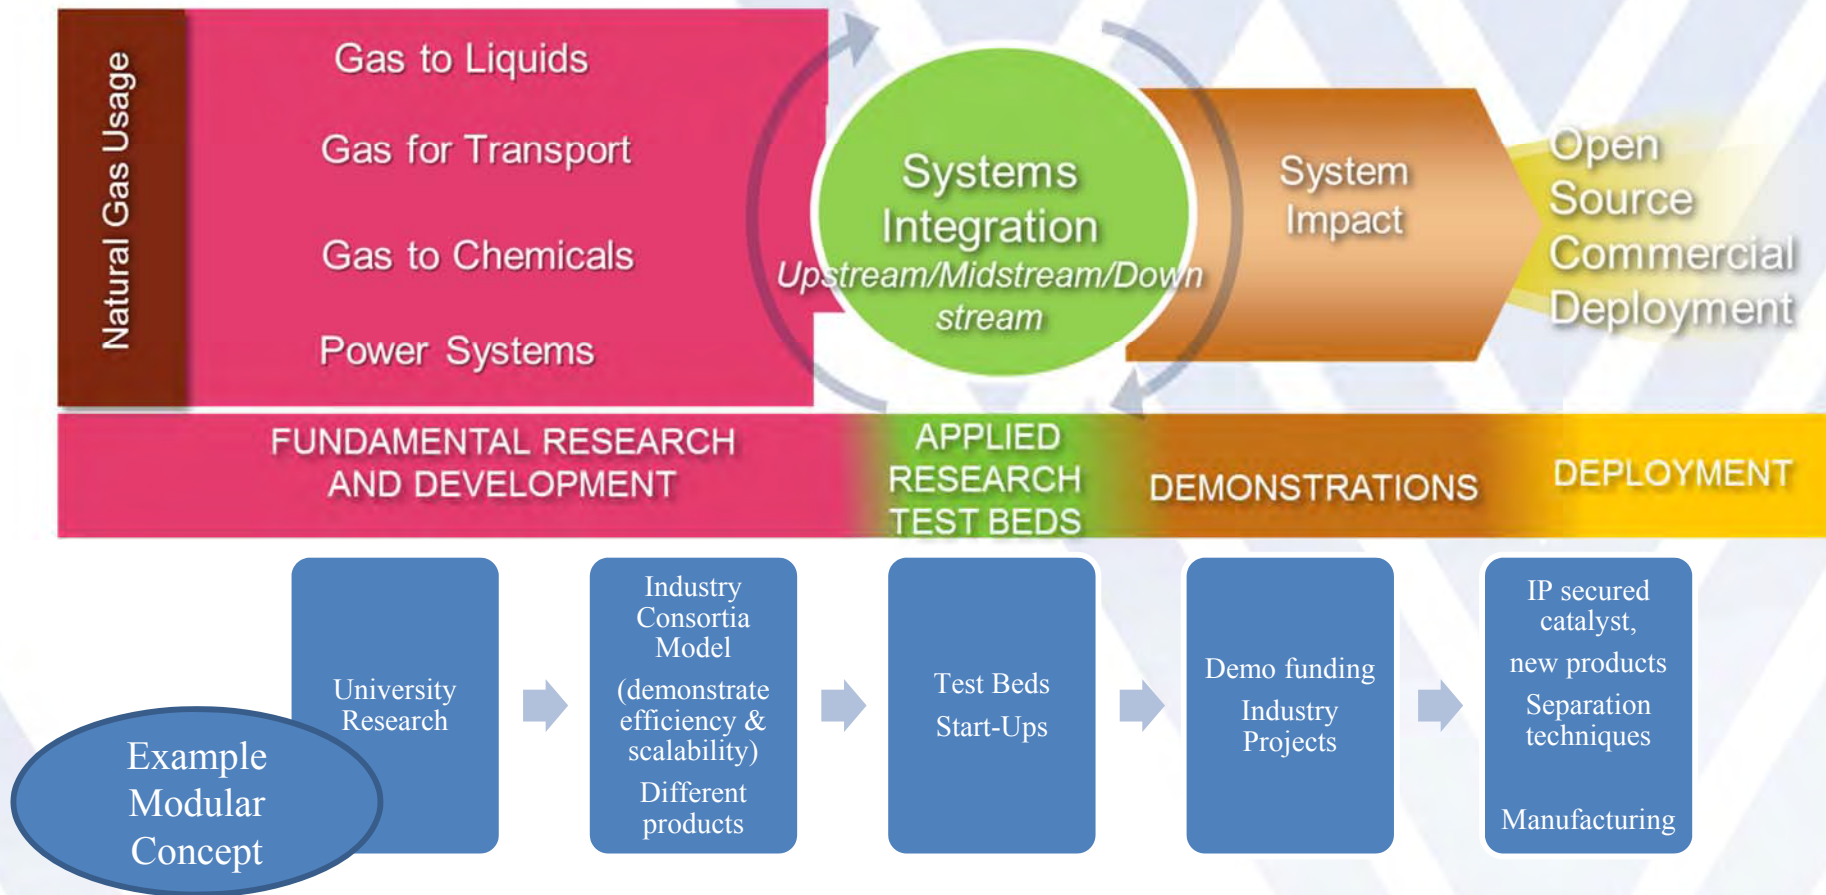 Natural Gas Usage
Gas to Liquids
Gas for Transport
Gas to Chemicals
Power Systems
Systems
Integration
Upstream/Midstream/Down
stream
System
Impact
Open
Source
Commercial
Deployment
FUNDAMENTAL RESEARCH
AND DEVELOPMENT
APPLIED
RESEARCH
TEST BEDS
DEMONSTRATIONS
DEPLOYMENT
Example
Modular
Concept
University
Research
Industry
Consortia
Model
(demonstrate
efficiency &
scalability)
Different
products
Test Beds
Start-Ups
Demo funding
Industry
Projects
IP secured
catalyst,
new products
Separation
techniques
Manufacturing